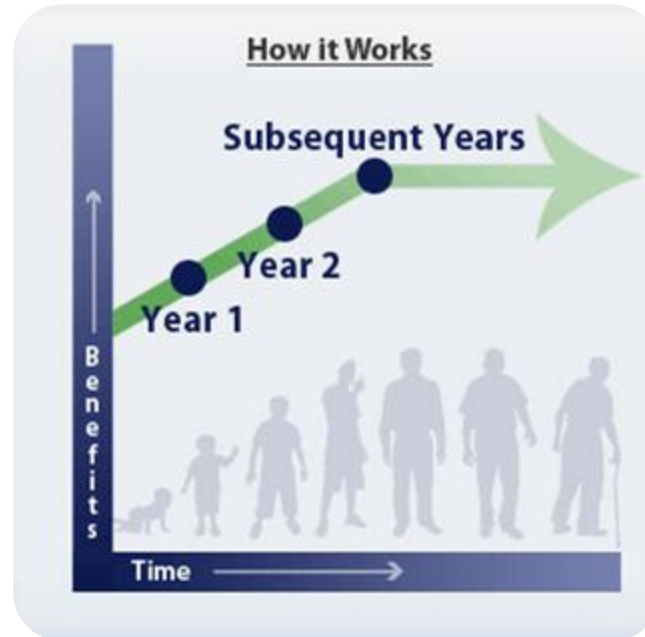 How it Works
Subsequent Years
Year 2
Year 1
Benefits
Time